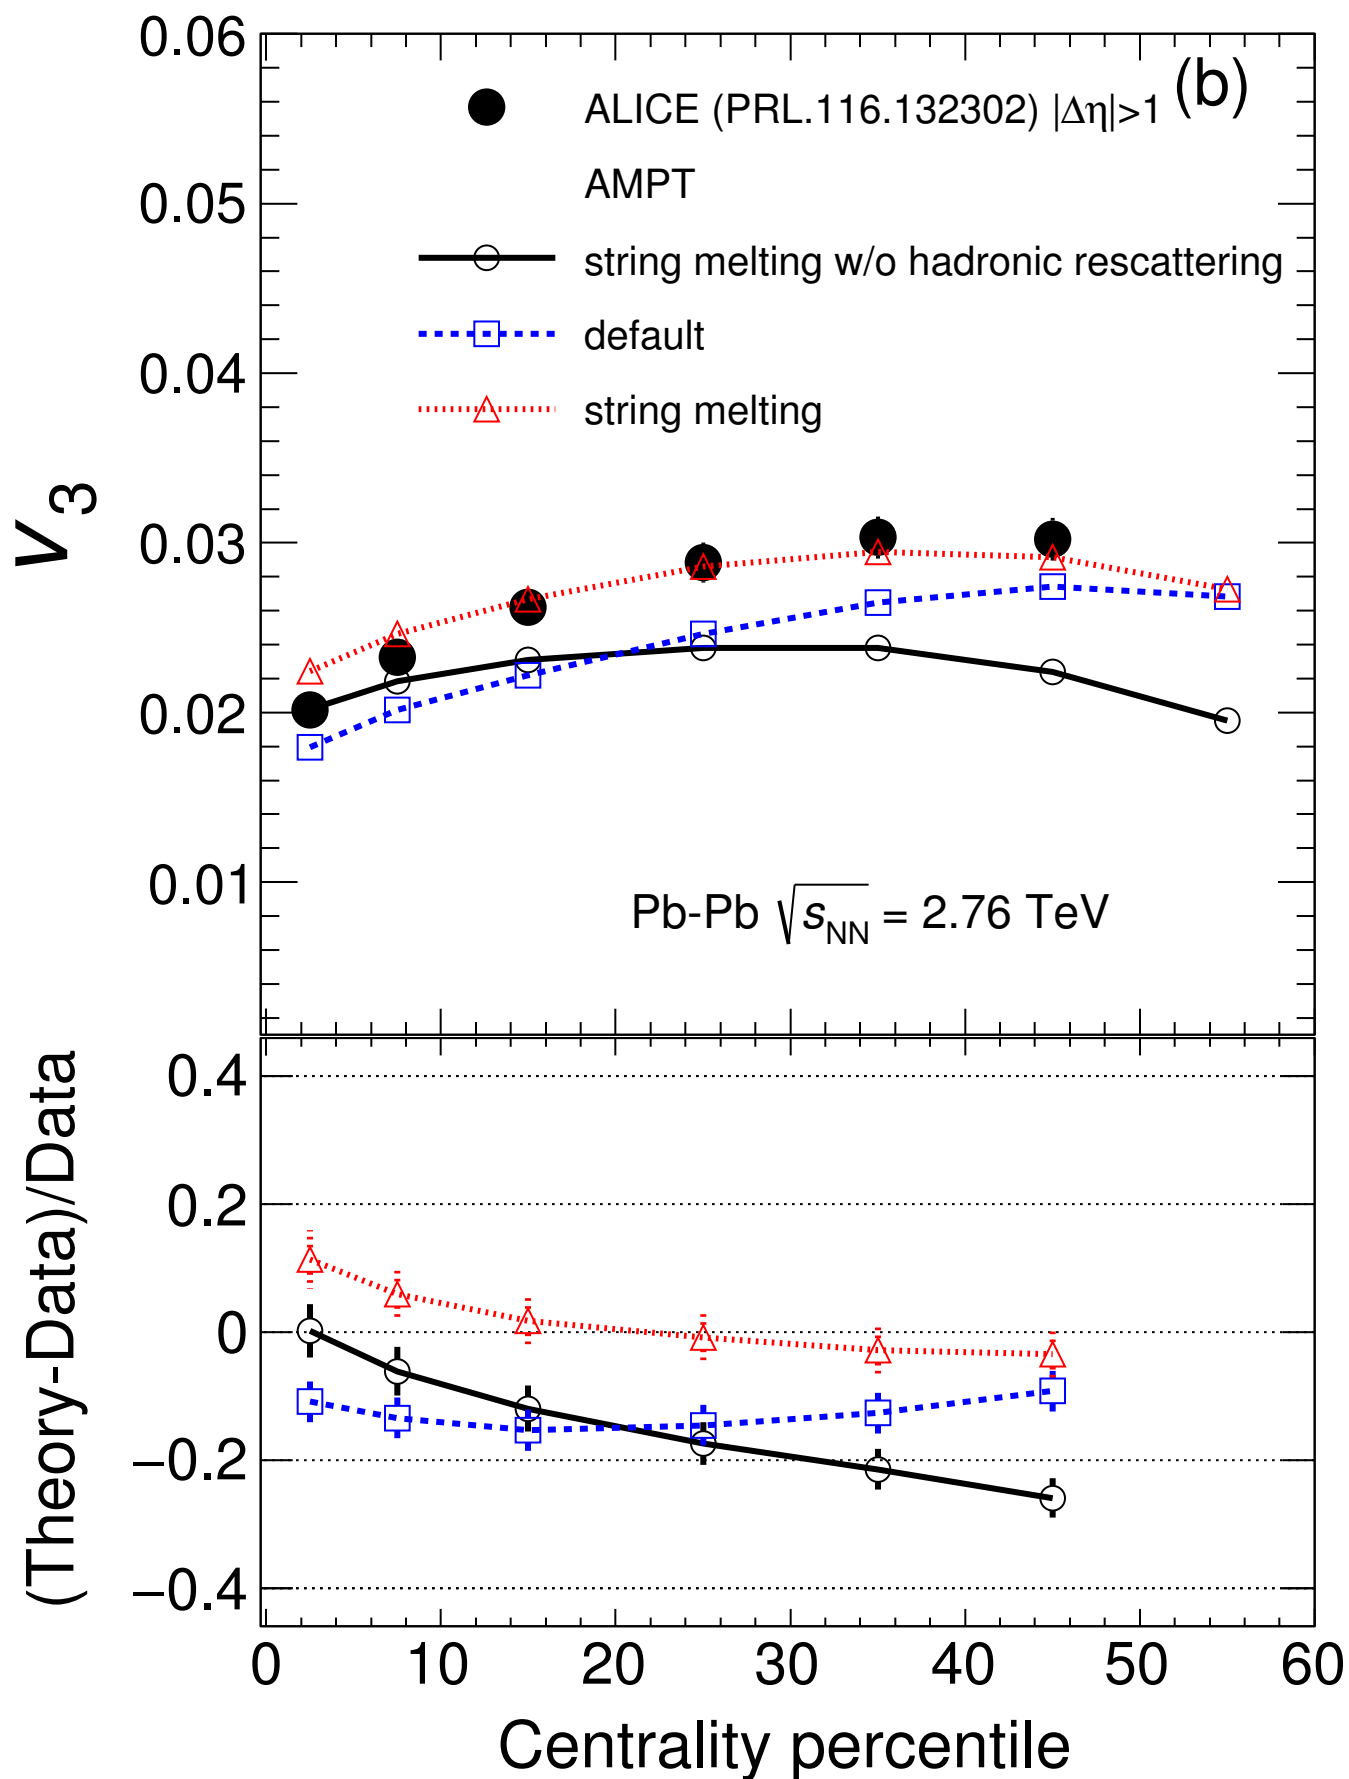 0.06
0.05
0.04
0.03
0.02
0.01
v3
(b)
ALICE (PRL.116.132302) |Δη|>1
AMPT
string melting w/o hadronic rescattering
default
string melting
Pb-Pb √sNN = 2.76 TeV
(Theory-Data)/Data
0.4
0.2
0
−0.2
−0.4
0 10 20 30 40 50 60
Centrality percentile